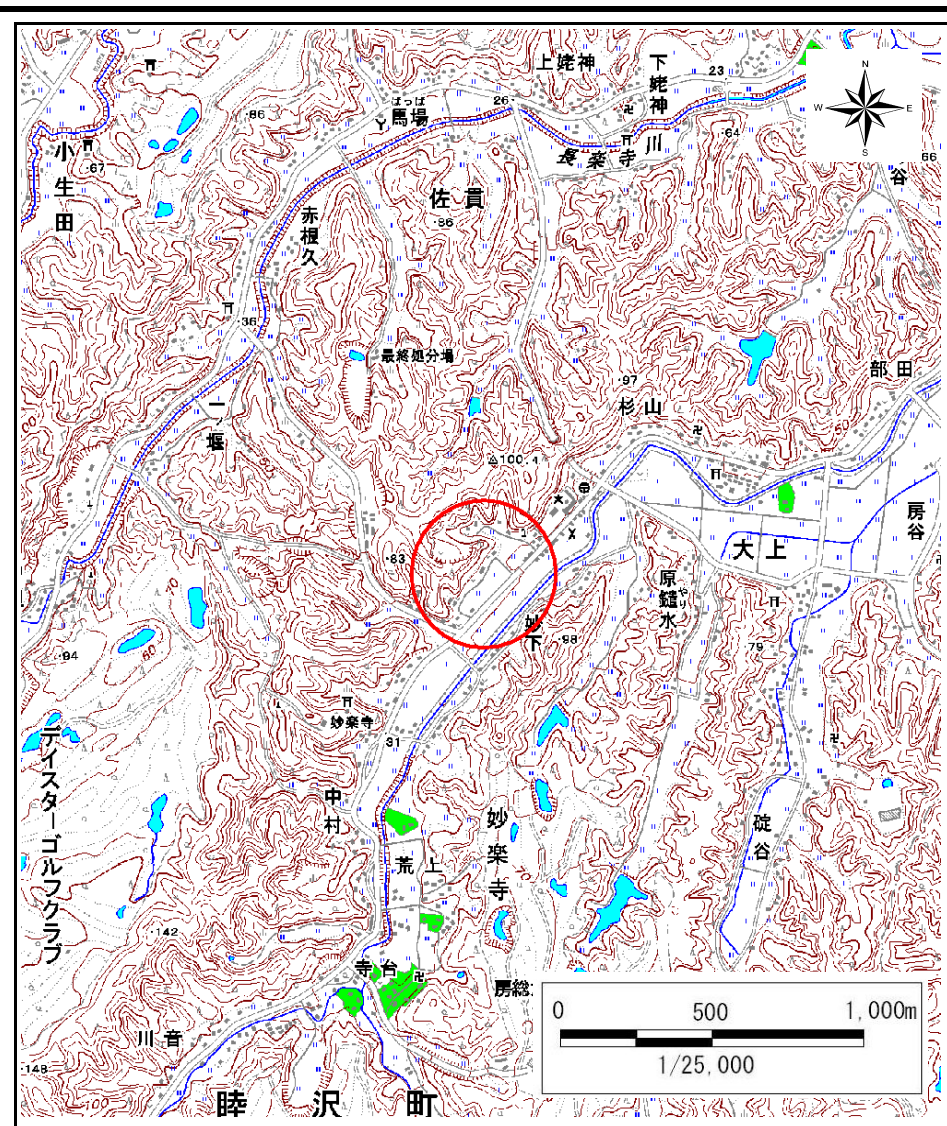 上姥神
下姥神
23
N
W
E
S
ばっぱ
馬場
26
86
小生田
67
長楽寺川
64
66
谷
佐貫
86
赤根久
36
最終処分場
一ノ堰
97
杉山
部田
50
100.4
房谷
大上
83
原鑓水
やり
妙下
98
79
94
妙楽寺
31
デイスターゴルフクラブ
中村
妙楽寺
碇谷
荒上
142
寺台
房総
川音
148
睦沢町
0
500
1,000m
1/25,000